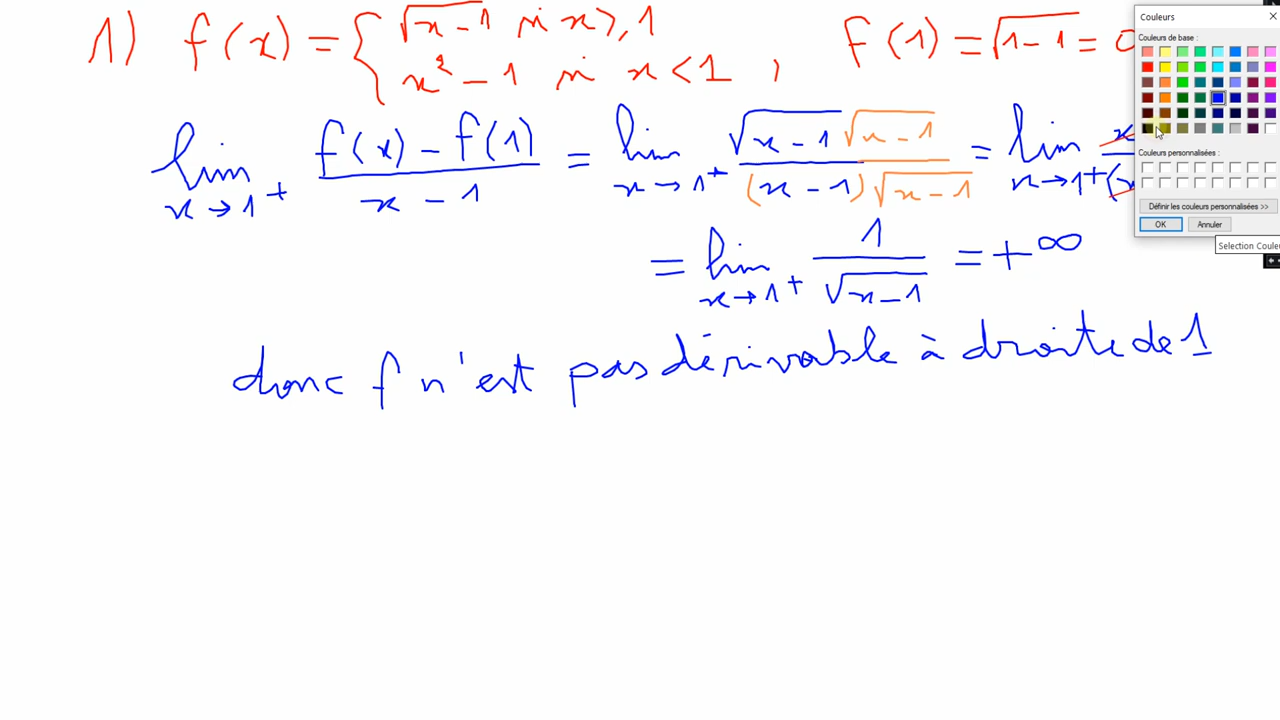 1) f(x) = { √x-1 si x ⩾ 1
x² - 1 si x < 1 , f(1) = √1-1 = 0
lim x→1+ f(x) - f(1) / x - 1 = lim x→1+ √x-1 √x-1 / (x-1) √x-1 = lim x→1+
= lim x→1+ 1 / √x-1 = +∞
donc f n'est pas dérivable à droite de 1
Couleurs
Couleurs de base :
Couleurs personnalisées :
Définir les couleurs personnalisées >>
OK Annuler
Selection Coule